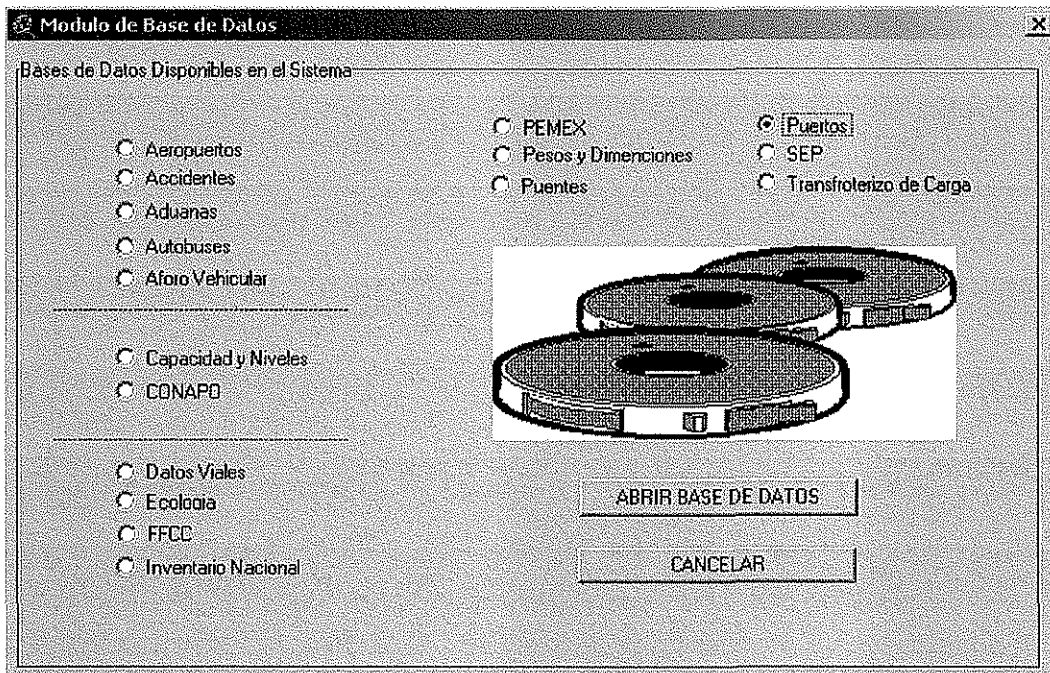 Modulo de Base de Datos
Bases de Datos Disponibles en el Sistema
Aeropuertos
Accidentes
Aduanas
Autobuses
Aforo Vehicular
Capacidad y Niveles
CONAPO
Datos Viales
Ecologia
FFCC
Inventario Nacional
PEMEX
Pesos y Dimenciones
Puentes
Puertos
SEP
Transfroterizo de Carga
ABRIR BASE DE DATOS
CANCELAR